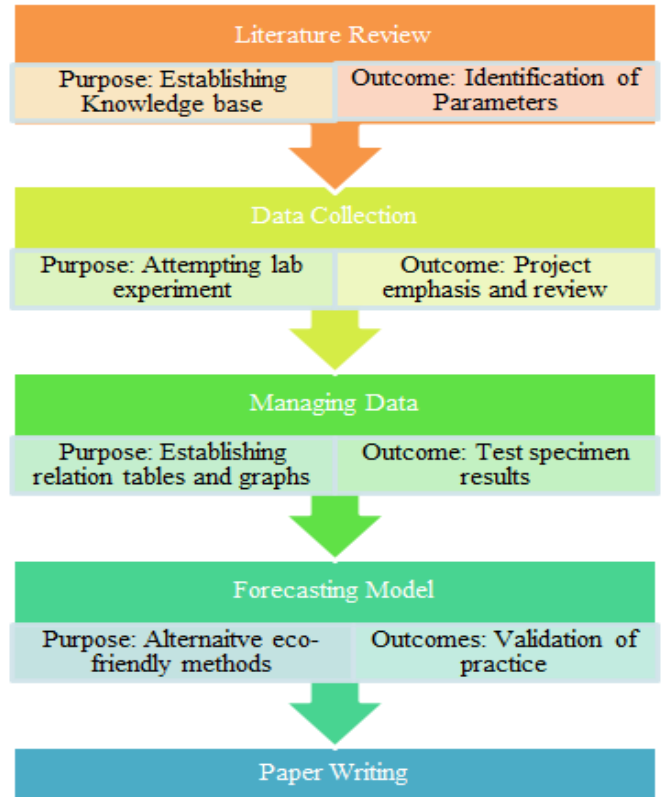 Literature Review
Purpose: Establishing
Knowledge base
Outcome: Identification of
Parameters
Data Collection
Purpose: Attempting lab
experiment
Outcome: Project
emphasis and review
Managing Data
Purpose: Establishing
relation tables and graphs
Outcome: Test specimen
results
Forecasting Model
Purpose: Alternaitve eco-
friendly methods
Outcomes: Validation of
practice
Paper Writing